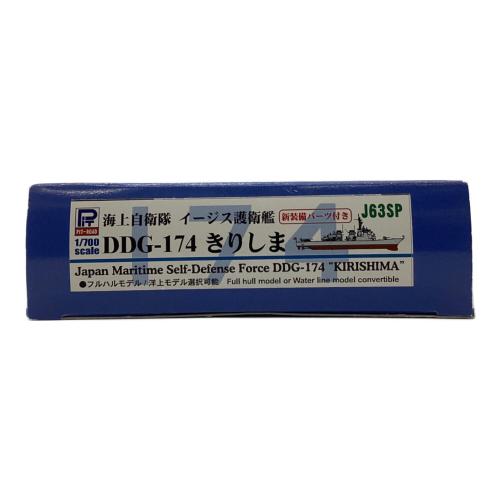 PT
PIT-ROAD
海上自衛隊 イージス護衛艦 新装備パーツ付き J63SP
1/700 scale
DDG-174 きりしま
Japan Maritime Self-Defense Force DDG-174 "KIRISHIMA"
●フルハルモデル/洋上モデル選択可能 Full hull model or Water line model convertible
174